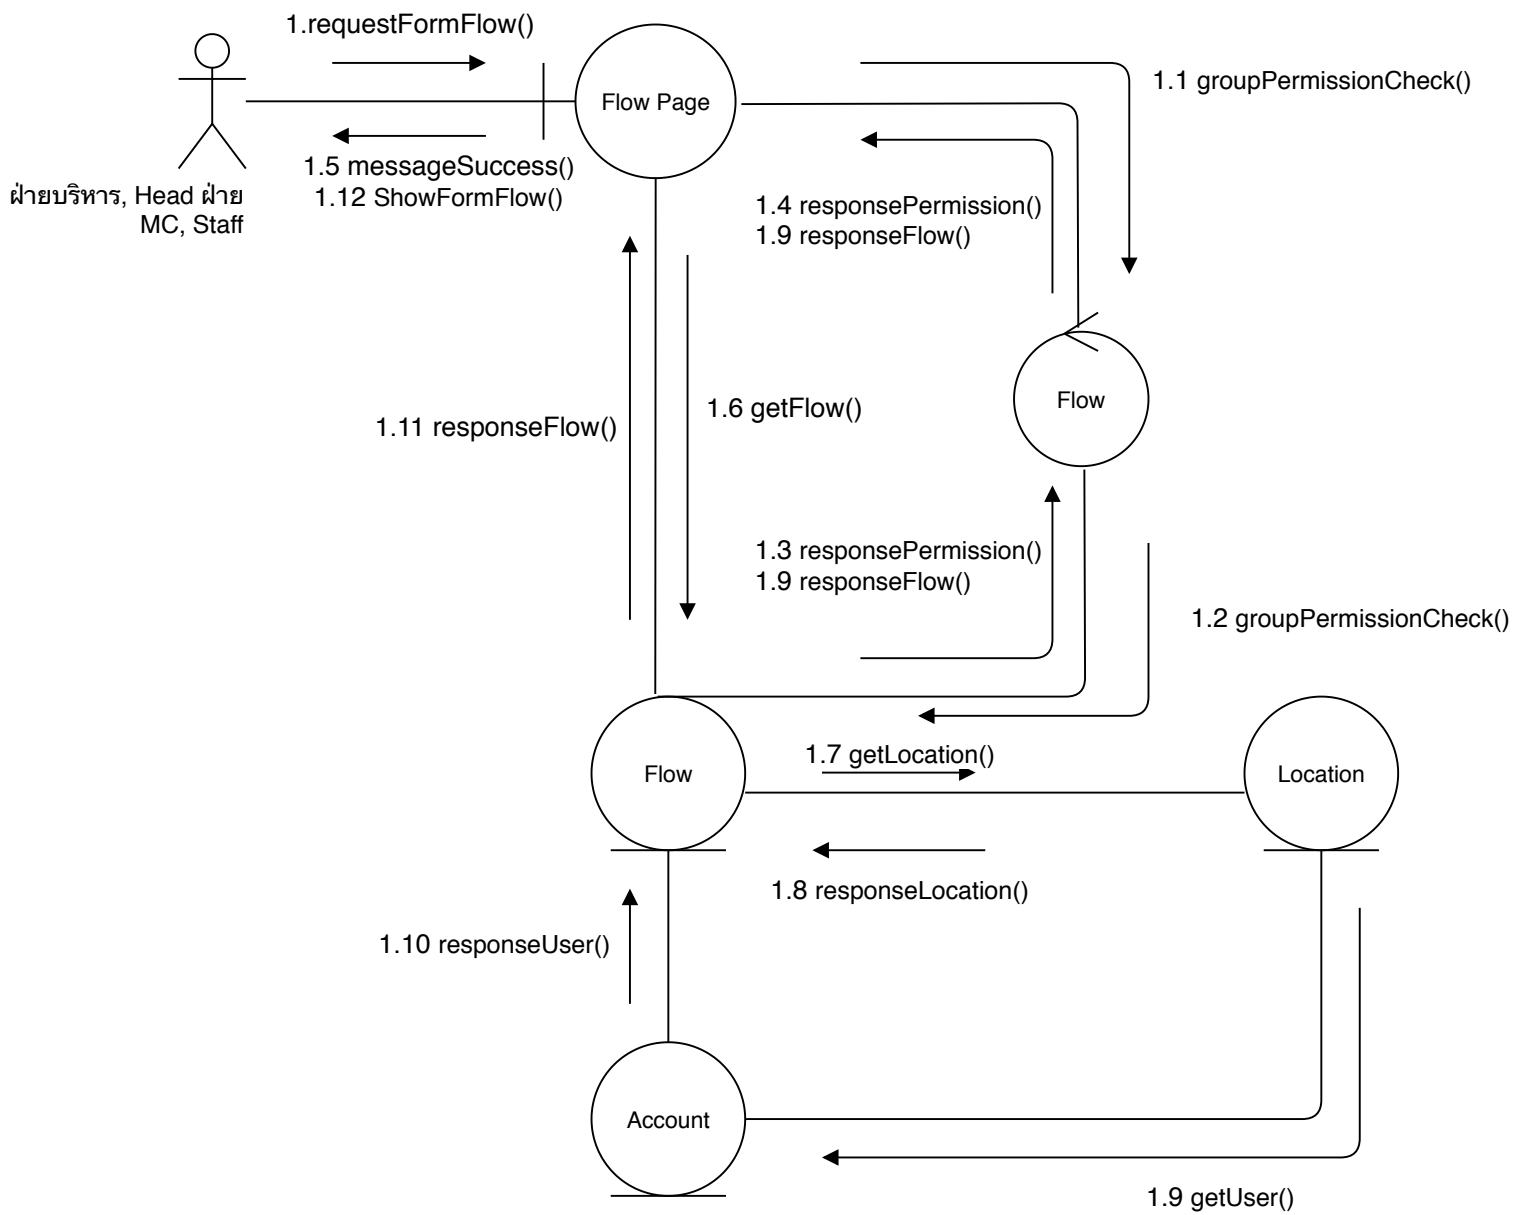 1.requestFormFlow()
Flow Page
1.1 groupPermissionCheck()
1.5 messageSuccess()
1.12 ShowFormFlow()
ฝ่ายบริหาร, Head ฝ่าย
MC, Staff
1.4 responsePermission()
1.9 responseFlow()
Flow
1.11 responseFlow()
1.6 getFlow()
1.3 responsePermission()
1.9 responseFlow()
1.2 groupPermissionCheck()
1.7 getLocation()
Flow
Location
1.8 responseLocation()
1.10 responseUser()
Account
1.9 getUser()